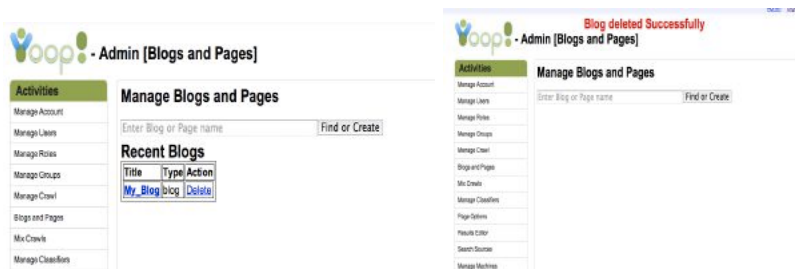 Yoop! - Admin [Blogs and Pages]
Activities
Manage Account
Manage Users
Manage Roles
Manage Groups
Manage Crawl
Blogs and Pages
Mix Crawls
Manage Classifiers
Manage Blogs and Pages
Enter Blog or Page name Find or Create
Recent Blogs
Title Type Action
My_Blog blog Delete
Blog deleted Successfully
Yoop! - Admin [Blogs and Pages]
Activities
Manage Account
Manage Users
Manage Roles
Manage Groups
Manage Crawl
Blogs and Pages
Mix Crawls
Manage Classifiers
Page Options
Results Editor
Search Sources
Manage Machines
Manage Blogs and Pages
Enter Blog or Page name Find or Create